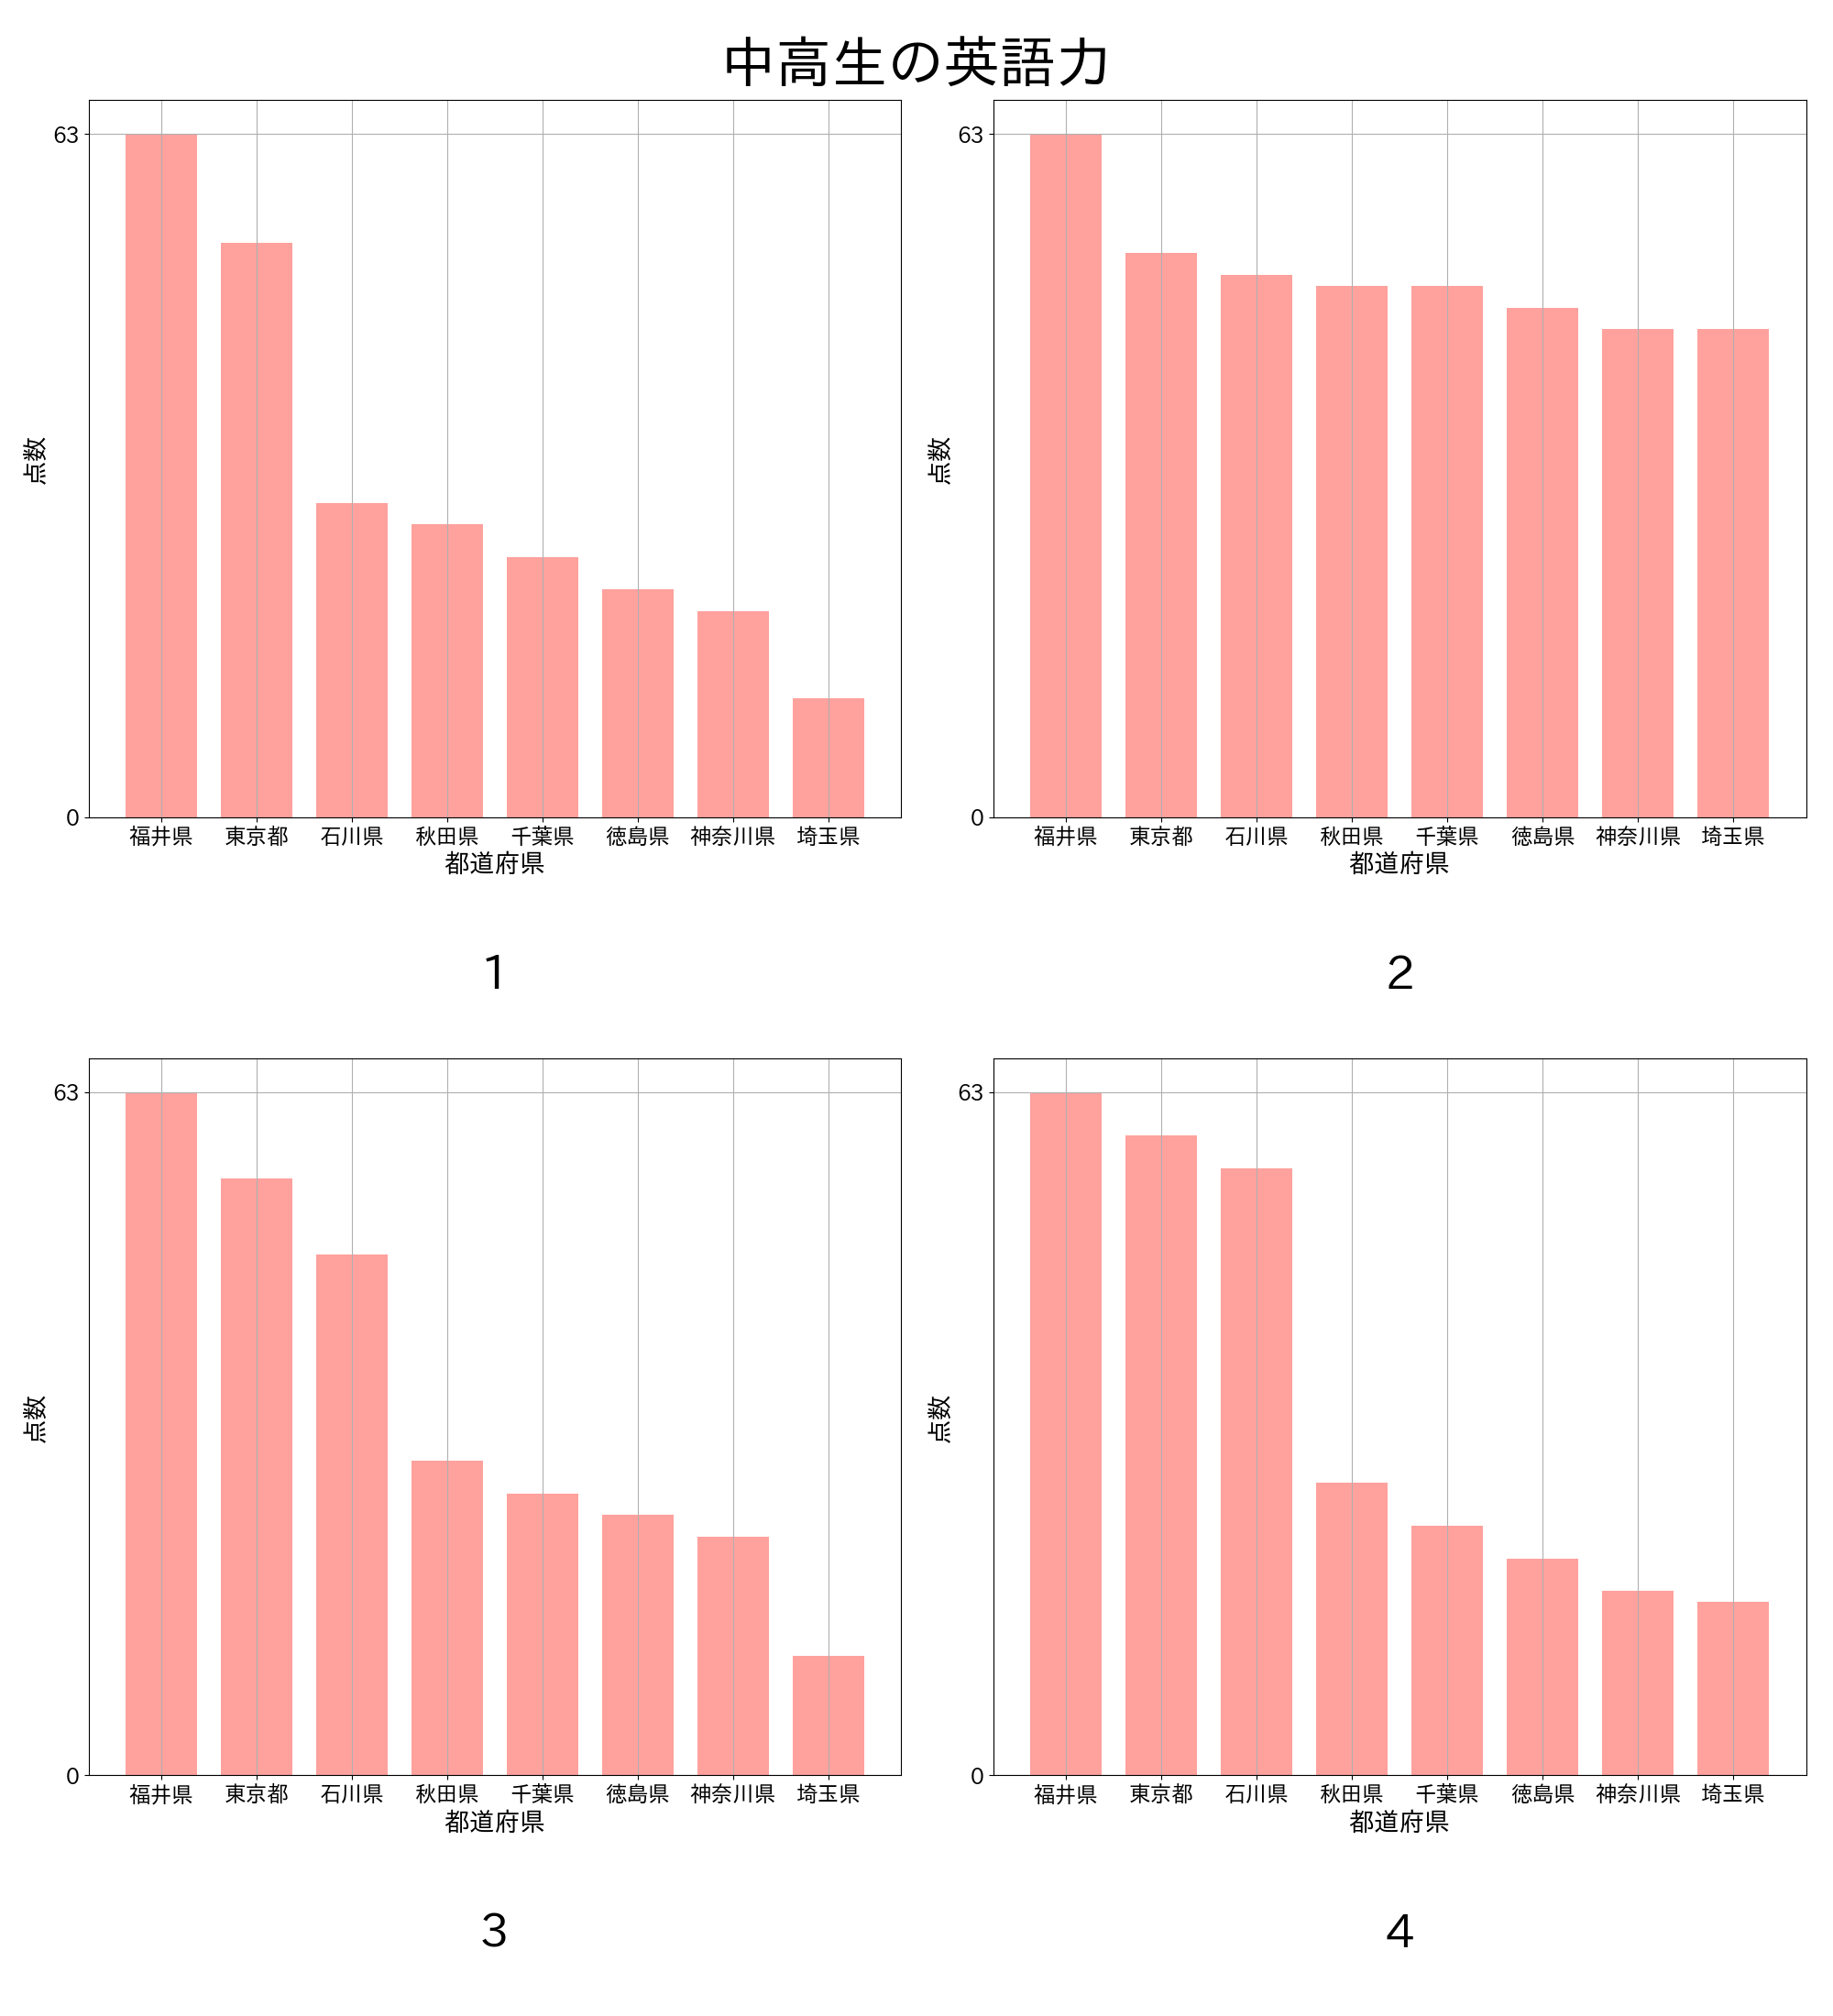 中高生の英語力
63
0
点数
福井県 東京都 石川県 秋田県 千葉県 徳島県 神奈川県 埼玉県
都道府県
1
63
0
点数
福井県 東京都 石川県 秋田県 千葉県 徳島県 神奈川県 埼玉県
都道府県
2
63
0
点数
福井県 東京都 石川県 秋田県 千葉県 徳島県 神奈川県 埼玉県
都道府県
3
63
0
点数
福井県 東京都 石川県 秋田県 千葉県 徳島県 神奈川県 埼玉県
都道府県
4